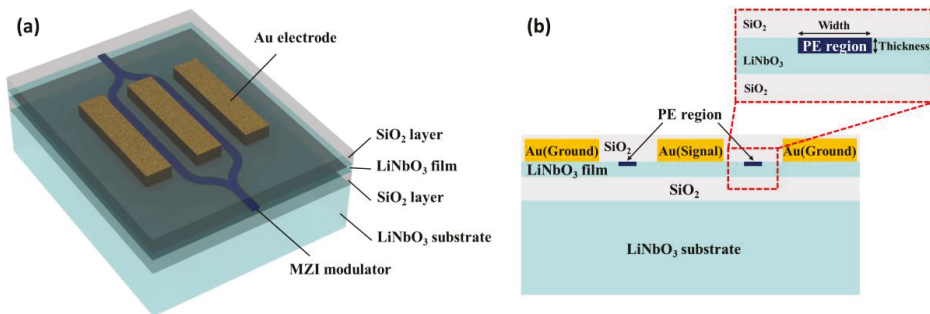 (a)
Au electrode
SiO₂ layer
LiNbO₃ film
SiO₂ layer
LiNbO₃ substrate
MZI modulator
(b)
SiO₂
Width
PE region
Thickness
LiNbO₃
SiO₂
PE region
Au(Ground)
SiO₂
Au(Signal)
Au(Ground)
LiNbO₃ film
SiO₂
LiNbO₃ substrate